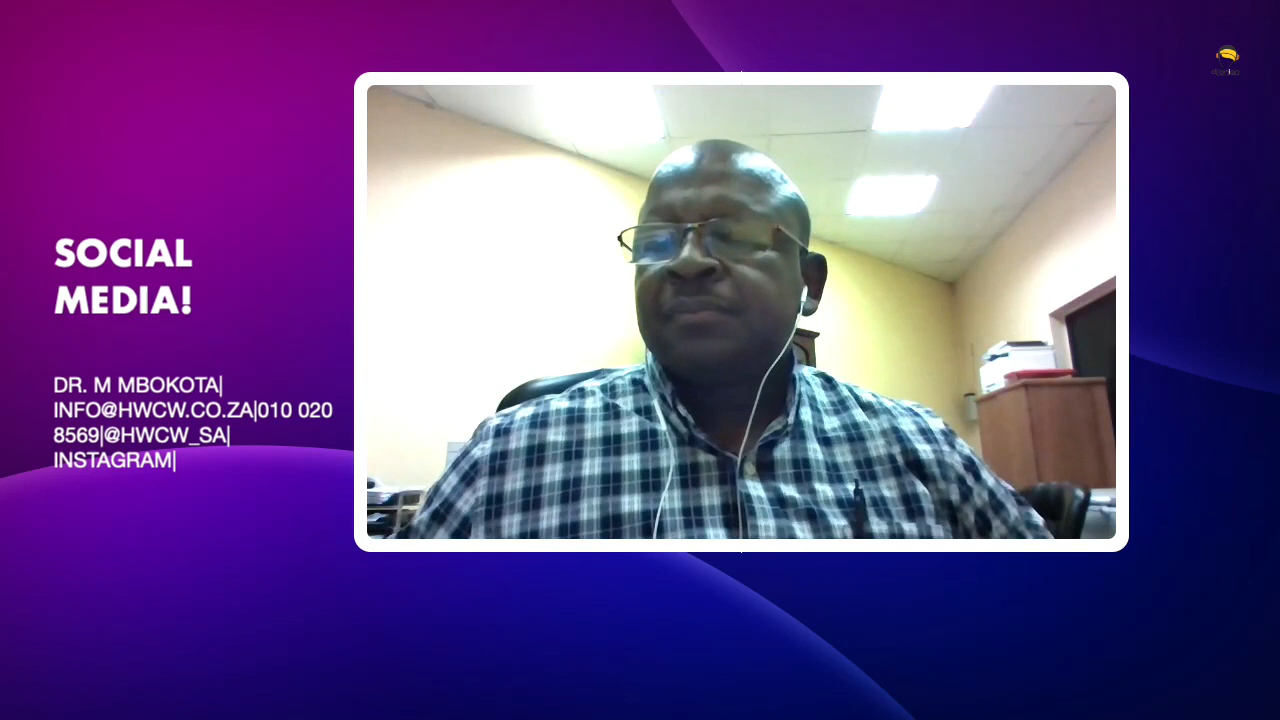 SOCIAL
MEDIA!
DR. M MBOKOTA|
INFO@HWCW.CO.ZA|010 020
8569|@HWCW_SA|
INSTAGRAM|